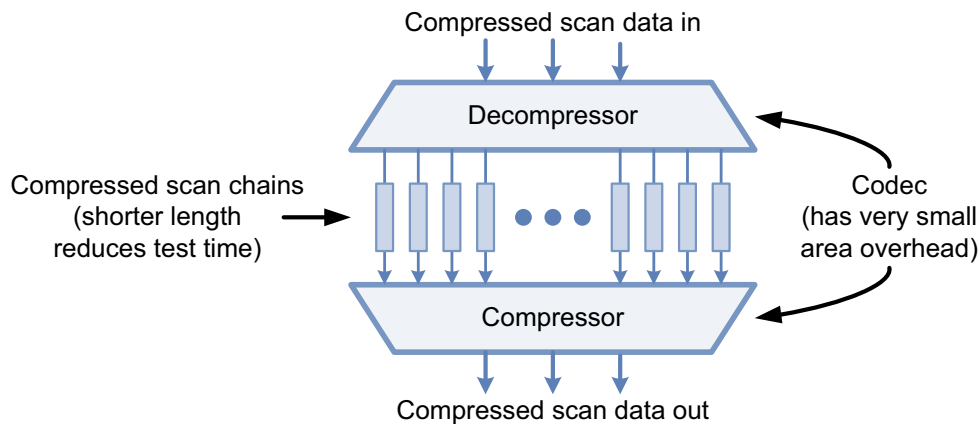 Compressed scan data in
Decompressor
Compressed scan chains
(shorter length
reduces test time)
Codec
(has very small
area overhead)
Compressor
Compressed scan data out